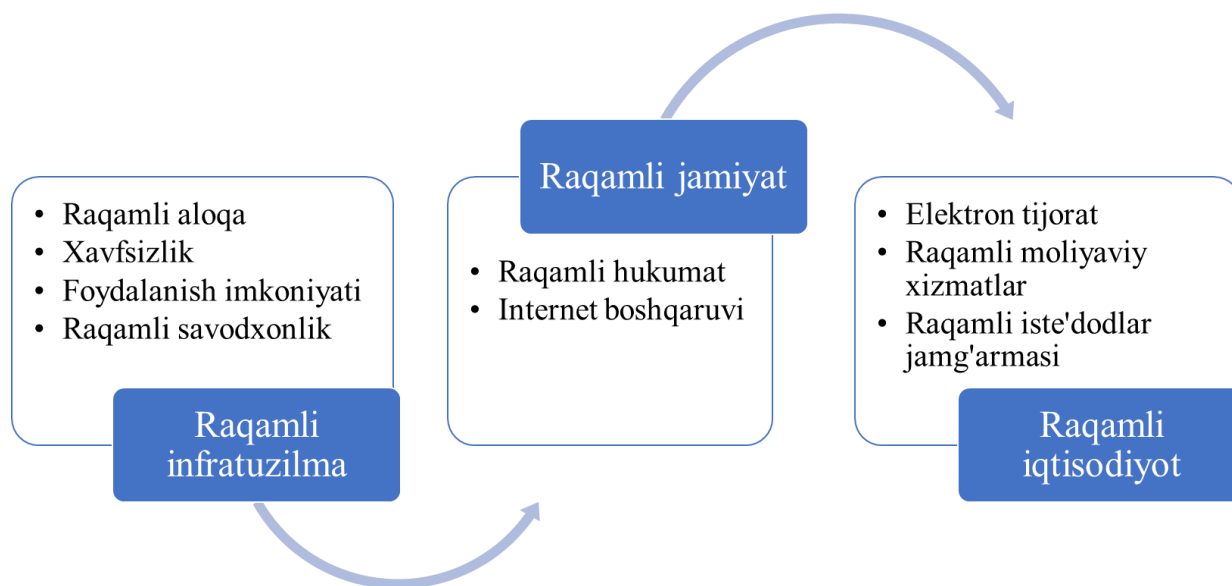 • Raqamli aloqa
• Xavfsizlik
• Foydalanish imkoniyati
• Raqamli savodxonlik
Raqamli
infratuzilma
Raqamli jamiyat
• Raqamli hukumat
• Internet boshqaruvi
• Elektron tijorat
• Raqamli moliyaviy
xizmatlar
• Raqamli iste'dodlar
jamg'armasi
Raqamli
iqtisodiyot